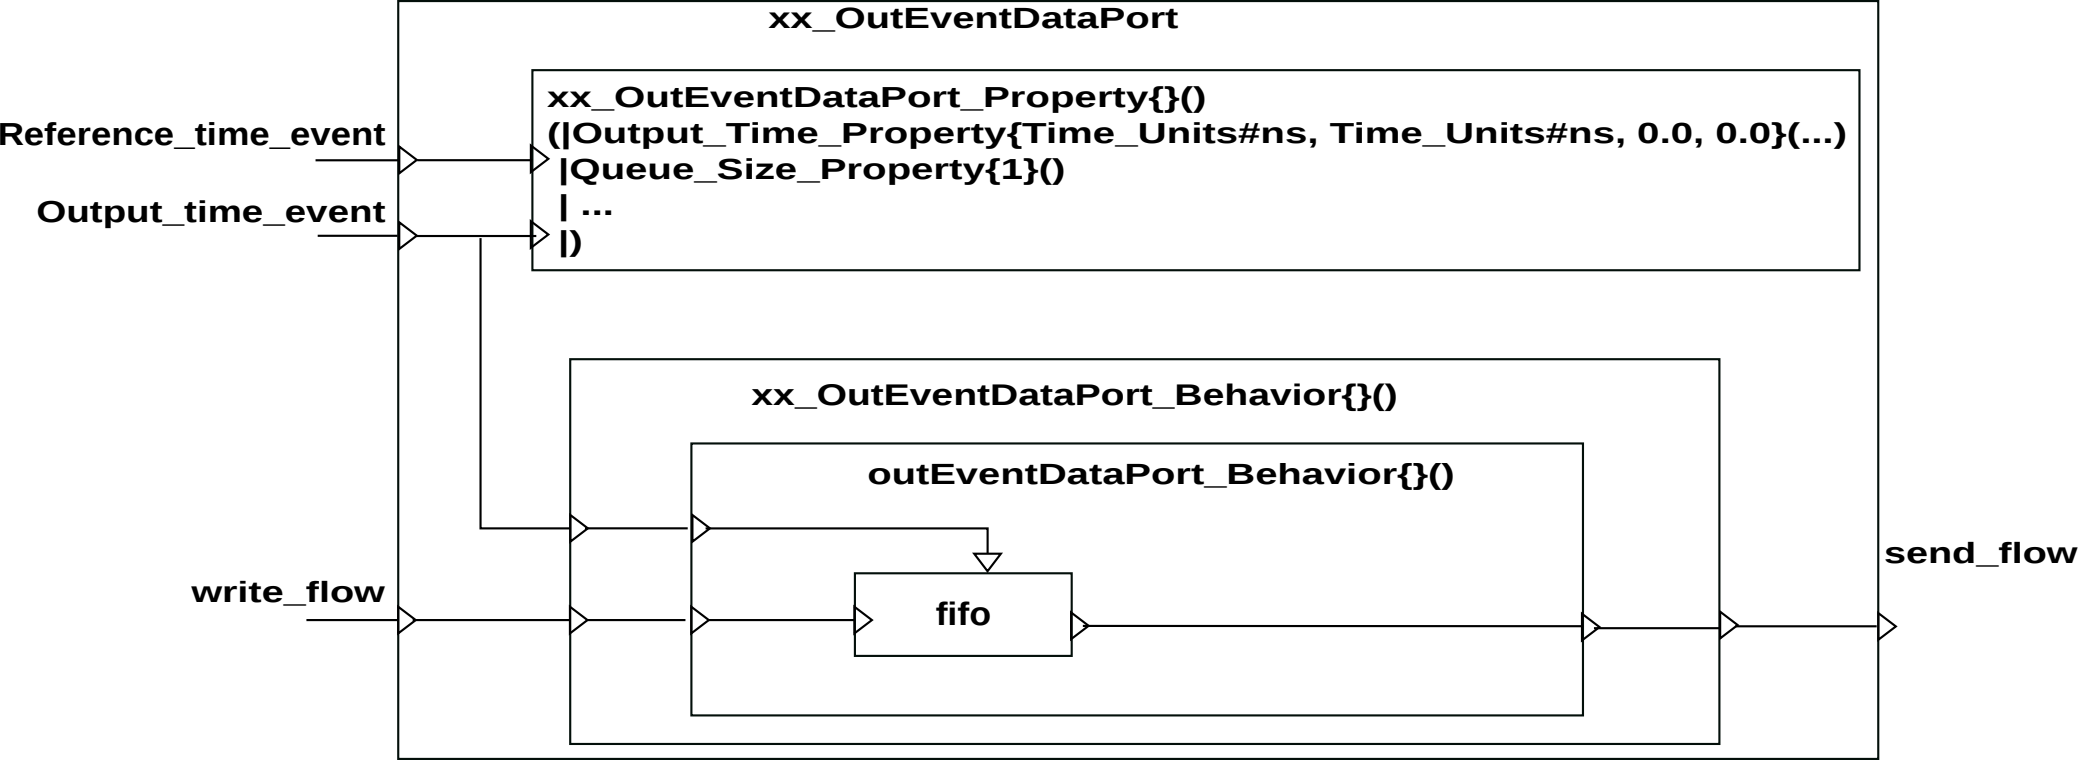 xx_OutEventDataPort
xx_OutEventDataPort_Property{}()
(|Output_Time_Property{Time_Units#ns, Time_Units#ns, 0.0, 0.0}(...)
|Queue_Size_Property{1}()
| ...
|)
Reference_time_event
Output_time_event
xx_OutEventDataPort_Behavior{}()
outEventDataPort_Behavior{}()
write_flow
fifo
send_flow